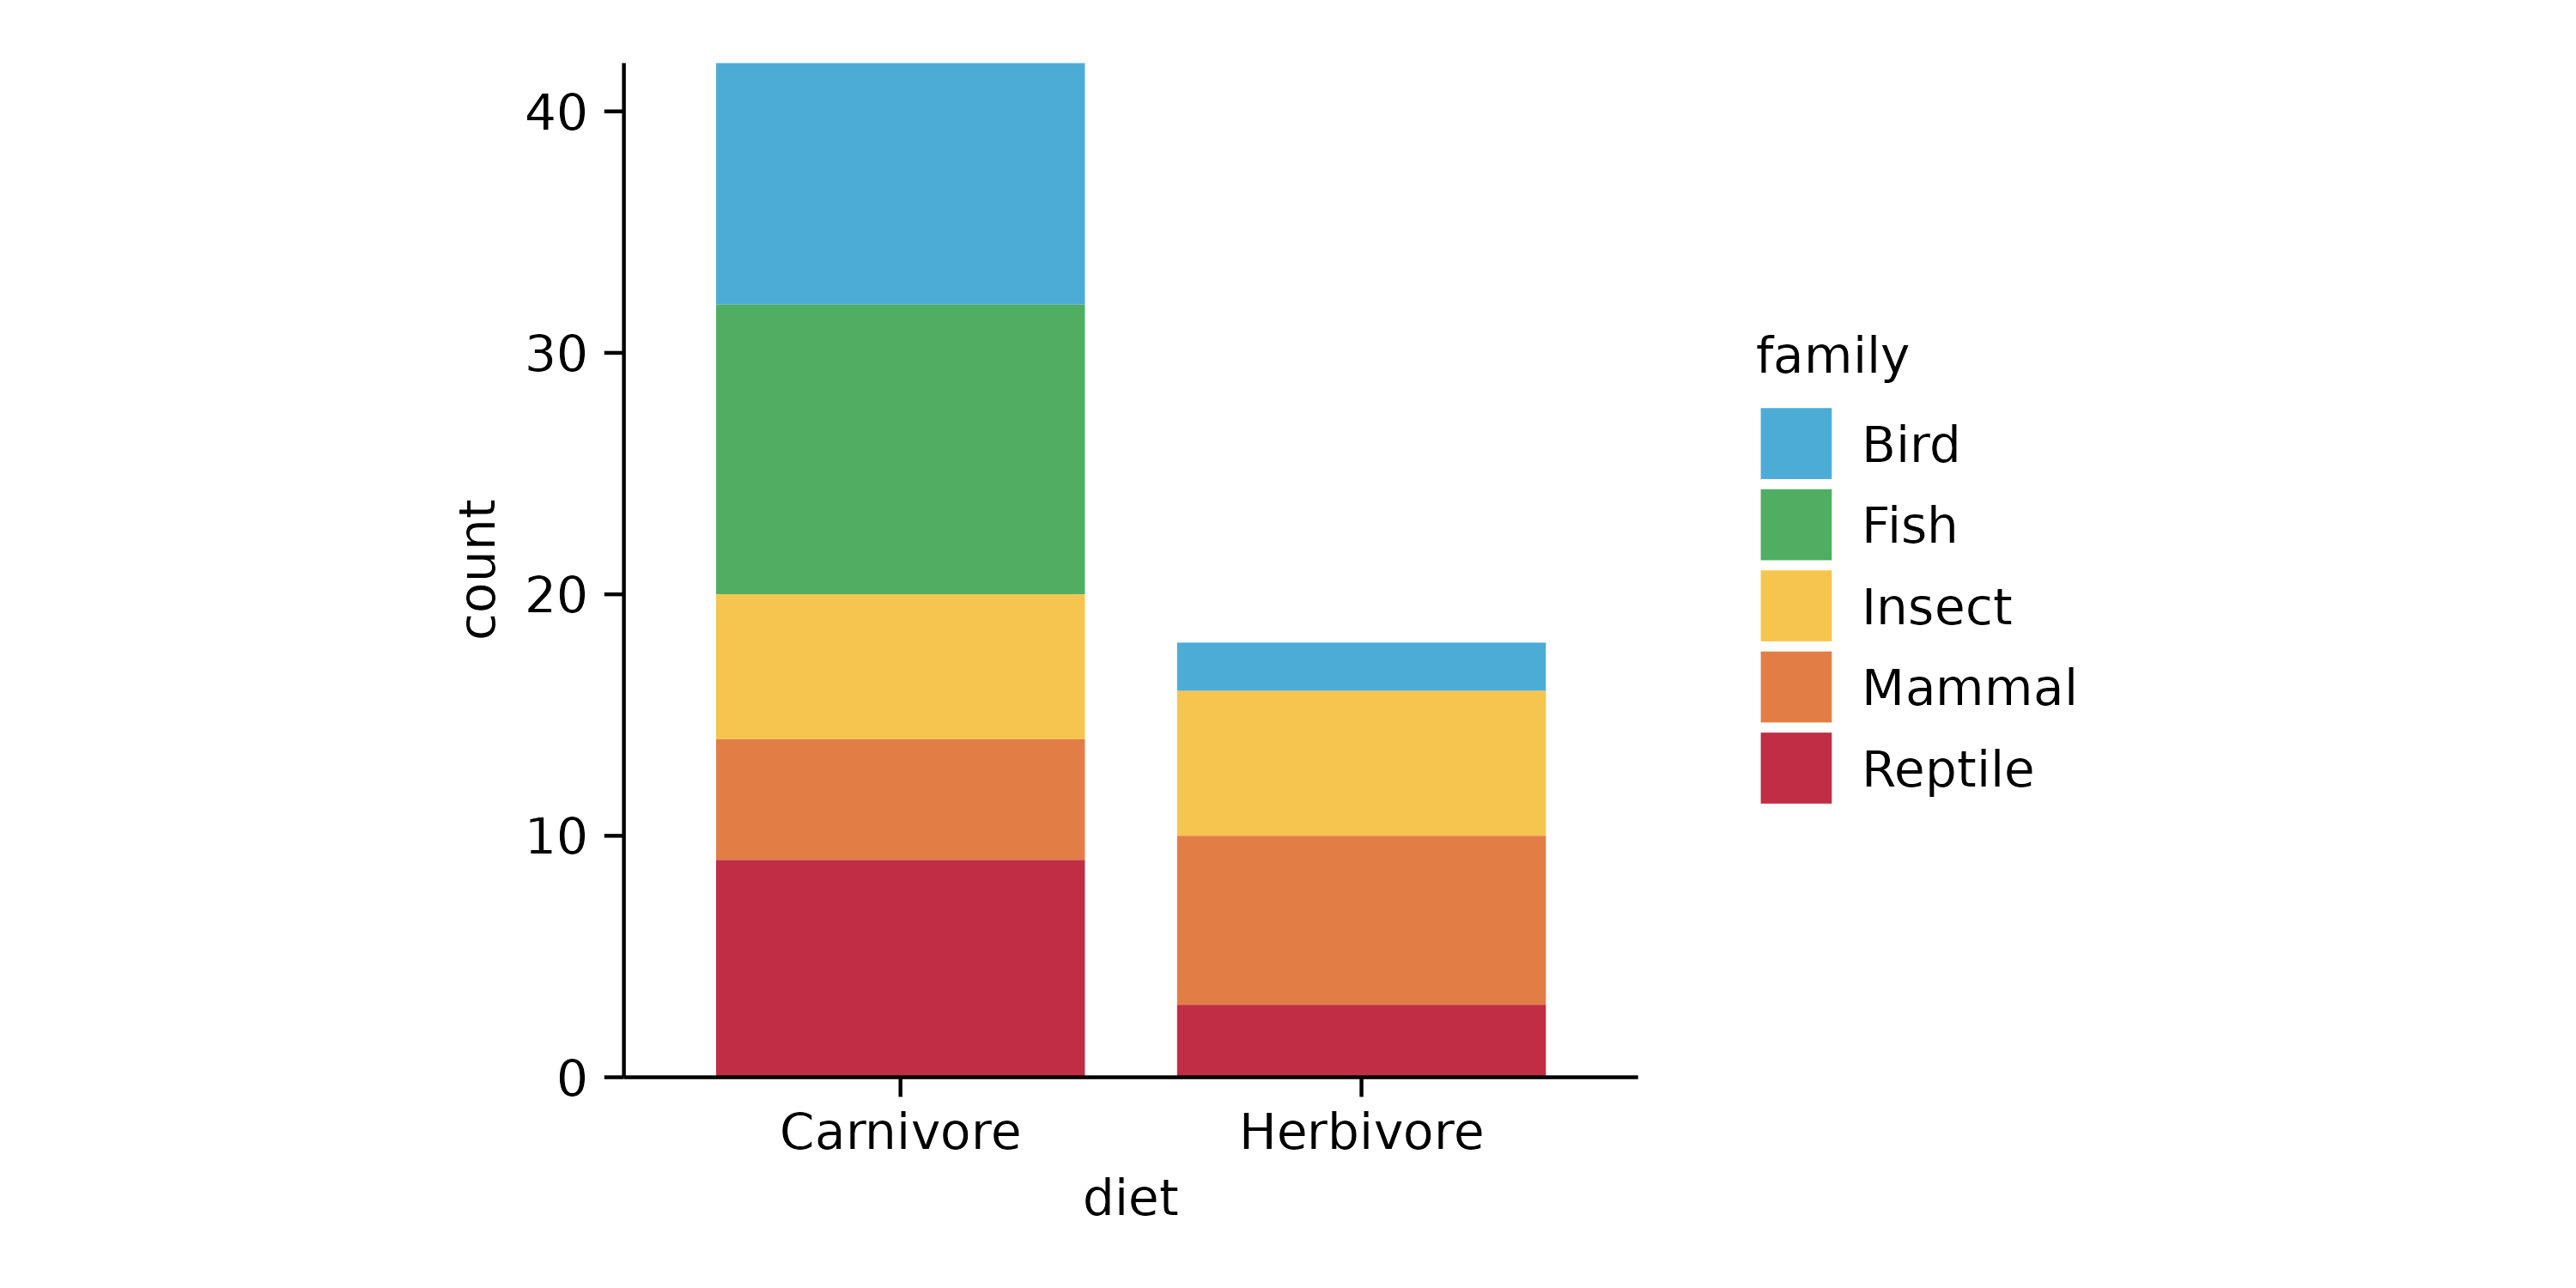 40
30
20
10
0
count
Carnivore
Herbivore
diet
family
Bird
Fish
Insect
Mammal
Reptile